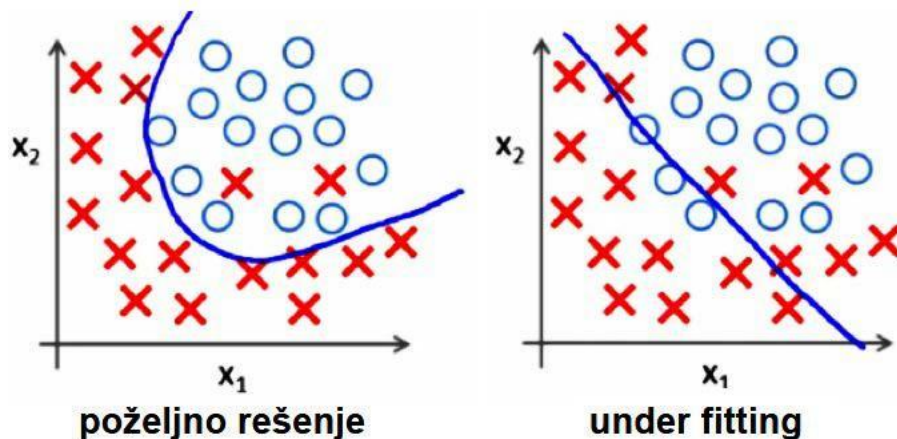 x₂
x₁
poželjno rešenje
x₂
x₁
under fitting